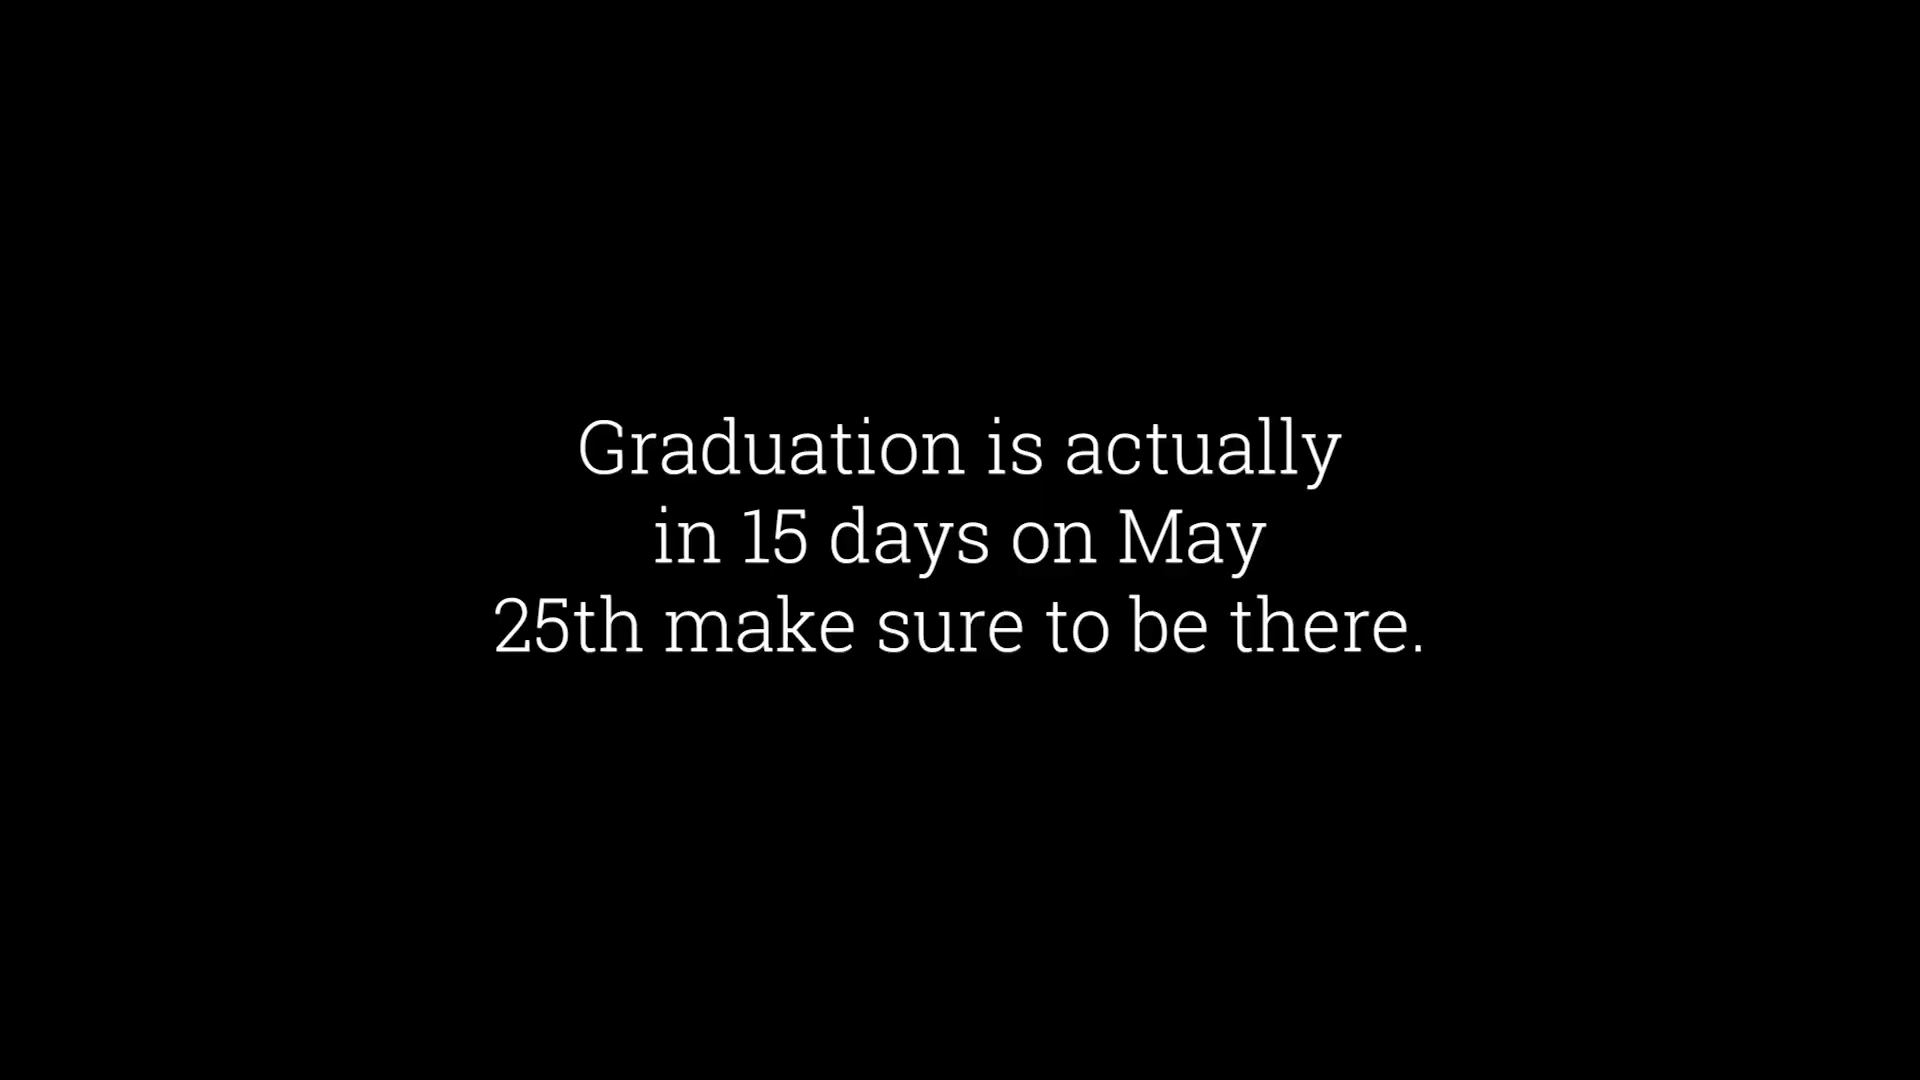 Graduation is actually
in 15 days on May
25th make sure to be there.